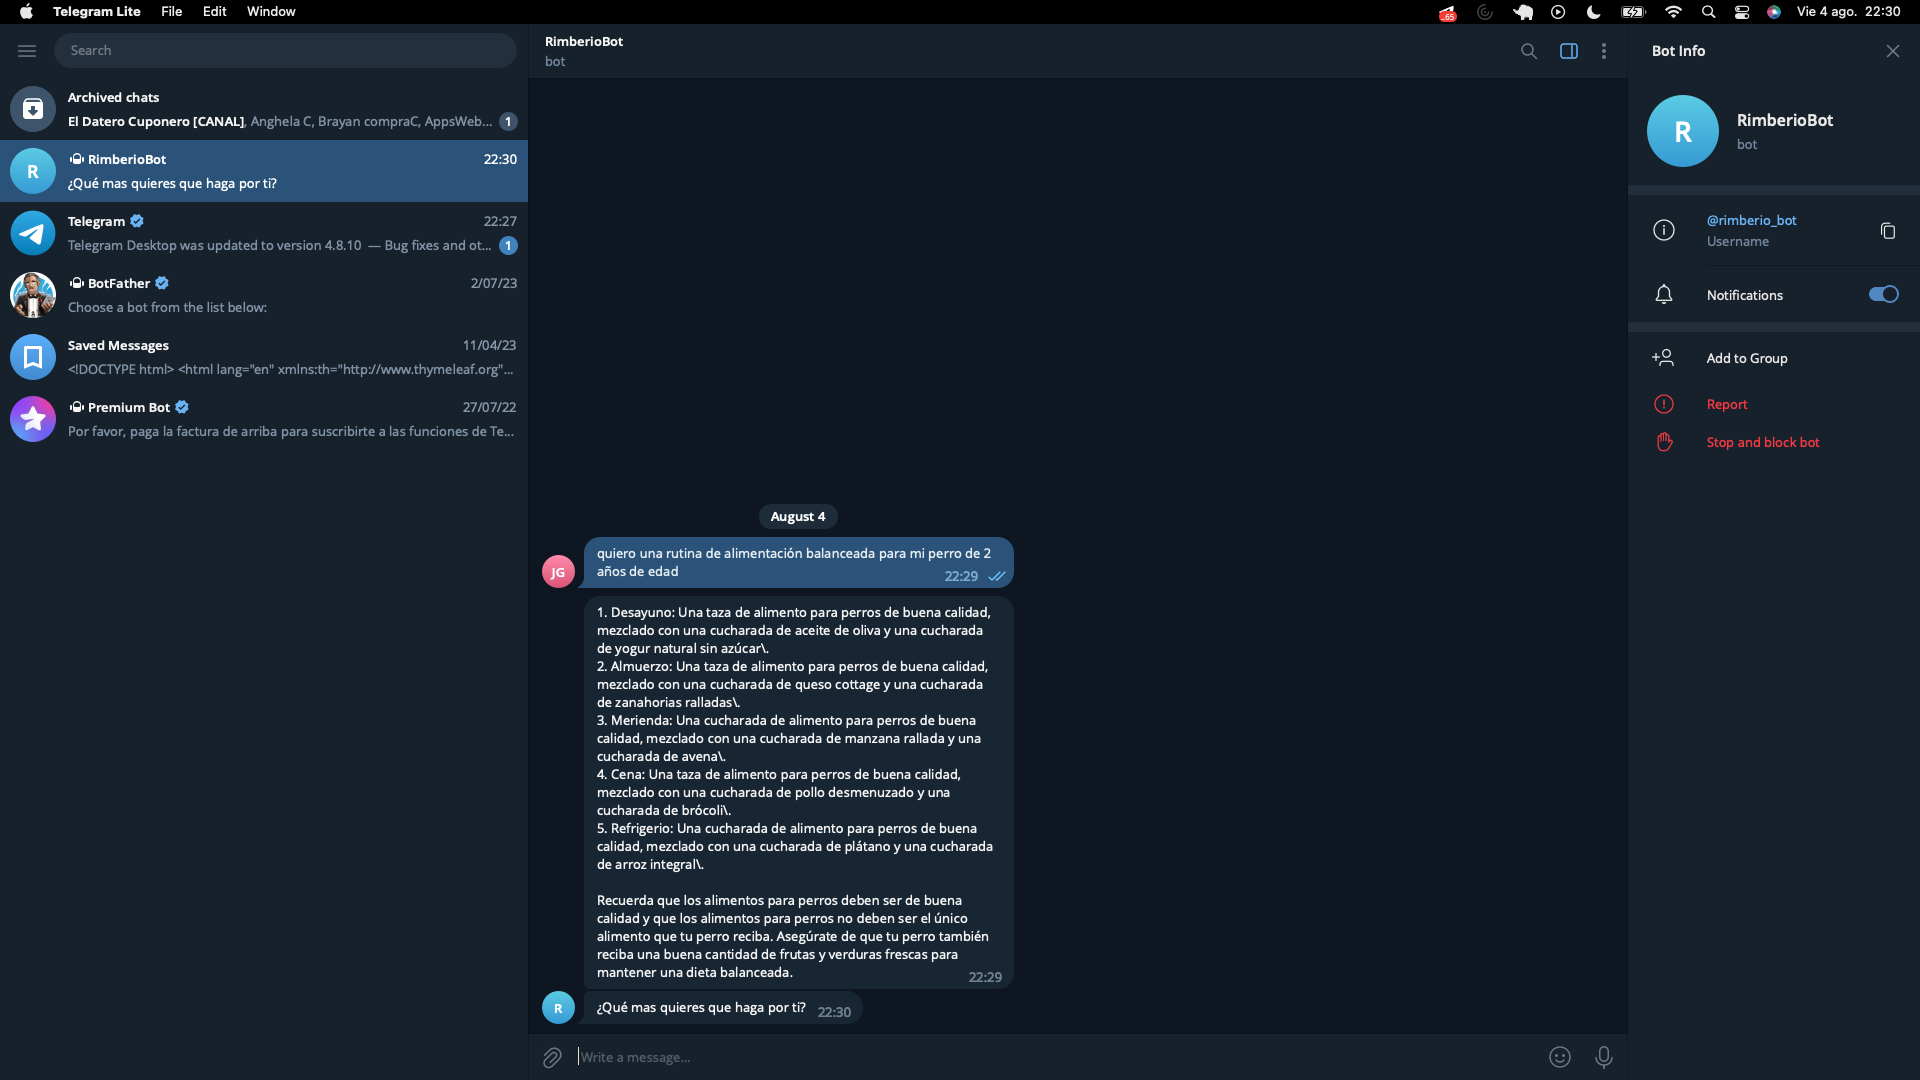 Telegram Lite File Edit Window
65
Vie 4 ago. 22:30
Search
Archived chats
El Datero Cuponero [CANAL], Anghela C, Brayan compraC, AppsWeb... 1
R
RimberioBot 22:30
¿Qué mas quieres que haga por ti?
Telegram 22:27
Telegram Desktop was updated to version 4.8.10 — Bug fixes and ot... 1
BotFather 2/07/23
Choose a bot from the list below:
Saved Messages 11/04/23
<!DOCTYPE html> <html lang="en" xmlns:th="http://www.thymeleaf.org"...
Premium Bot 27/07/22
Por favor, paga la factura de arriba para suscribirte a las funciones de Te...
RimberioBot
bot
August 4
JG
quiero una rutina de alimentación balanceada para mi perro de 2
años de edad
22:29
1. Desayuno: Una taza de alimento para perros de buena calidad,
mezclado con una cucharada de aceite de oliva y una cucharada
de yogur natural sin azúcar\.
2. Almuerzo: Una taza de alimento para perros de buena calidad,
mezclado con una cucharada de queso cottage y una cucharada
de zanahorias ralladas\.
3. Merienda: Una cucharada de alimento para perros de buena
calidad, mezclado con una cucharada de manzana rallada y una
cucharada de avena\.
4. Cena: Una taza de alimento para perros de buena calidad,
mezclado con una cucharada de pollo desmenuzado y una
cucharada de brócoli\.
5. Refrigerio: Una cucharada de alimento para perros de buena
calidad, mezclado con una cucharada de plátano y una cucharada
de arroz integral\.
Recuerda que los alimentos para perros deben ser de buena
calidad y que los alimentos para perros no deben ser el único
alimento que tu perro reciba. Asegúrate de que tu perro también
reciba una buena cantidad de frutas y verduras frescas para
mantener una dieta balanceada.
22:29
R
¿Qué mas quieres que haga por ti? 22:30
Write a message...
Bot Info
R
RimberioBot
bot
@rimberio_bot
Username
Notifications
Add to Group
Report
Stop and block bot